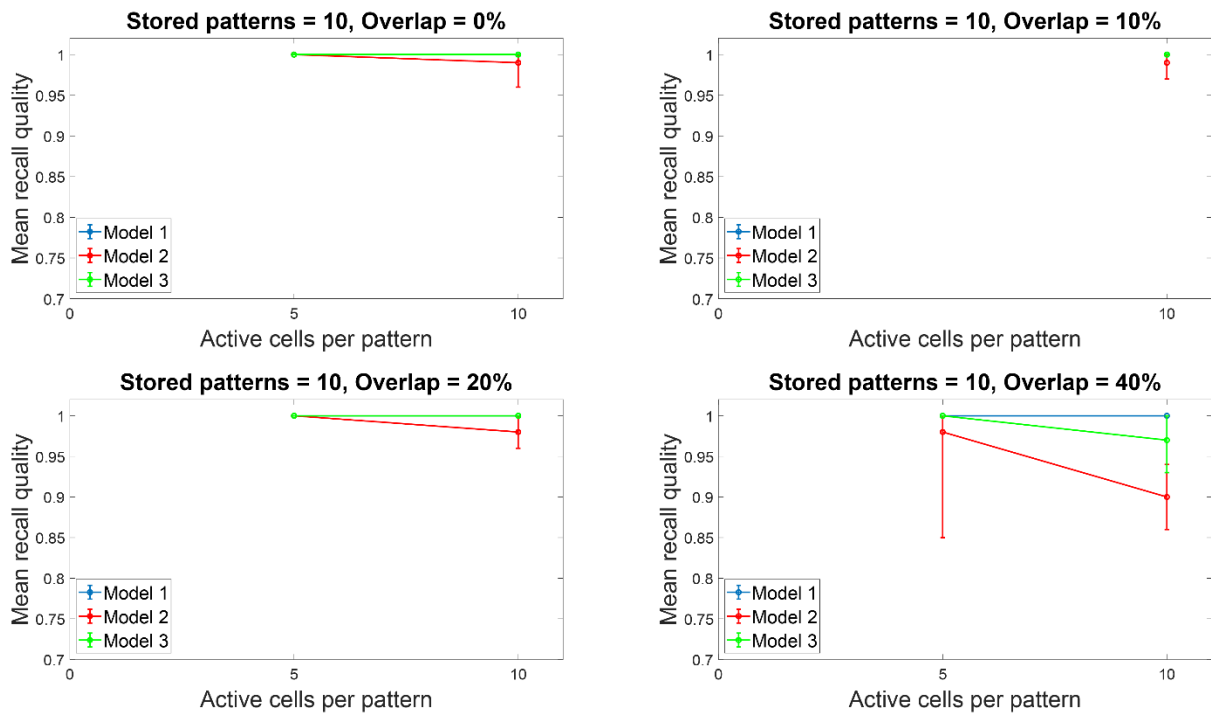 Stored patterns = 10, Overlap = 0%
Mean recall quality
1
0.95
0.9
0.85
0.8
0.75
0.7
Model 1
Model 2
Model 3
0
5
10
Active cells per pattern
Stored patterns = 10, Overlap = 10%
Mean recall quality
1
0.95
0.9
0.85
0.8
0.75
0.7
Model 1
Model 2
Model 3
0
5
10
Active cells per pattern
Stored patterns = 10, Overlap = 20%
Mean recall quality
1
0.95
0.9
0.85
0.8
0.75
0.7
Model 1
Model 2
Model 3
0
5
10
Active cells per pattern
Stored patterns = 10, Overlap = 40%
Mean recall quality
1
0.95
0.9
0.85
0.8
0.75
0.7
Model 1
Model 2
Model 3
0
5
10
Active cells per pattern